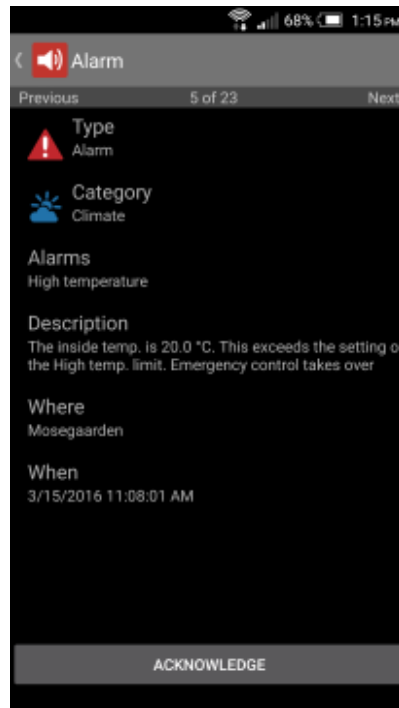 68% 1:15 PM
Alarm
Previous 5 of 23 Next
Type
Alarm
Category
Climate
Alarms
High temperature
Description
The inside temp. is 20.0 °C. This exceeds the setting o
the High temp. limit. Emergency control takes over
Where
Mosegaarden
When
3/15/2016 11:08:01 AM
ACKNOWLEDGE